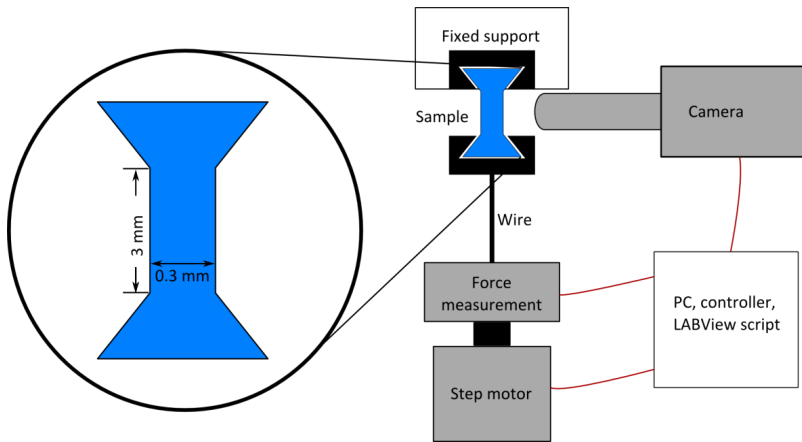 Fixed support
Sample
Camera
Wire
3 mm
0.3 mm
Force
measurement
PC, controller,
LABView script
Step motor